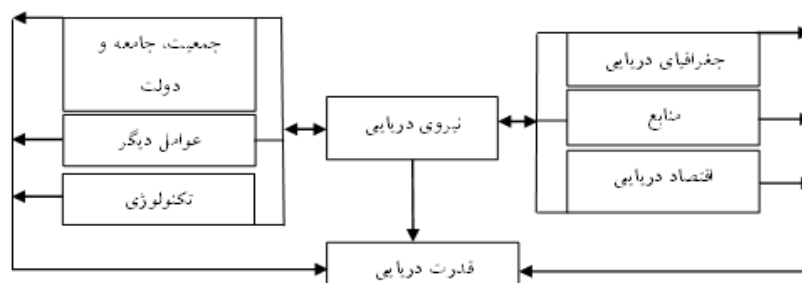 جمعیت، جامعه و
دولت
عوامل دیگر
تکنولوژی
نیروی دریایی
قدرت دریایی
جغرافیای دریایی
منابع
اقتصاد دریایی